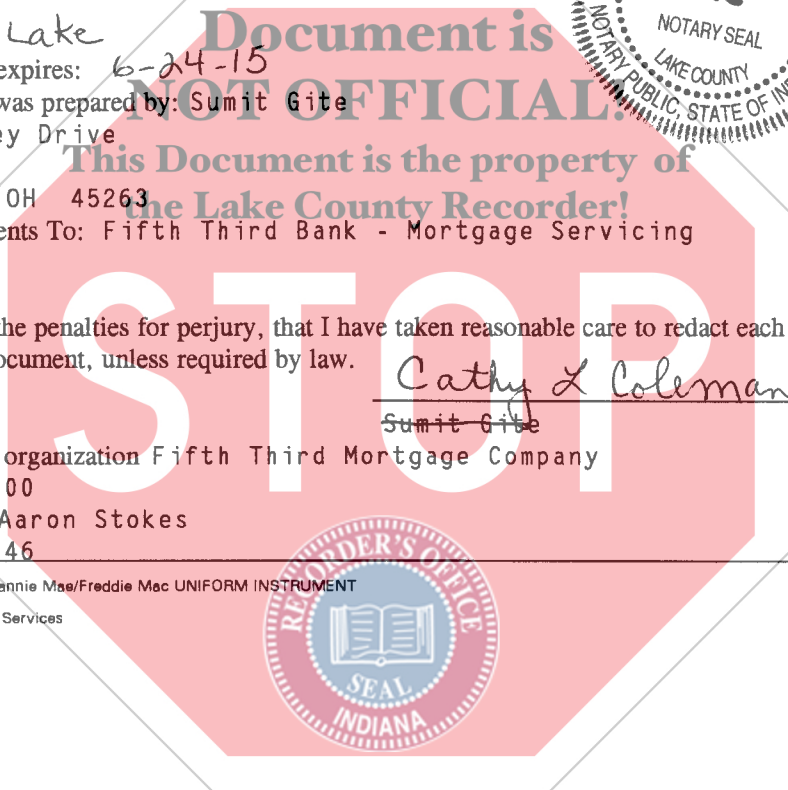 Document is
Lake
NOTARY SEAL
LAKE COUNTY
NOTARY PUBLIC, STATE OF
expires: 6-24-15
NOT OFFICIAL!
was prepared by: Sumit Gite
ey Drive
This Document is the property of
OH 45263
the Lake County Recorder!
ents To: Fifth Third Bank - Mortgage Servicing
STOP
the penalties for perjury, that I have taken reasonable care to redact each
ocument, unless required by law.
Cathy L Coleman
Sumit Gite
organization Fifth Third Mortgage Company
00
Aaron Stokes
46
annie Mae/Freddie Mac UNIFORM INSTRUMENT
Services
RECORDER'S OFFICE
SEAL
INDIANA